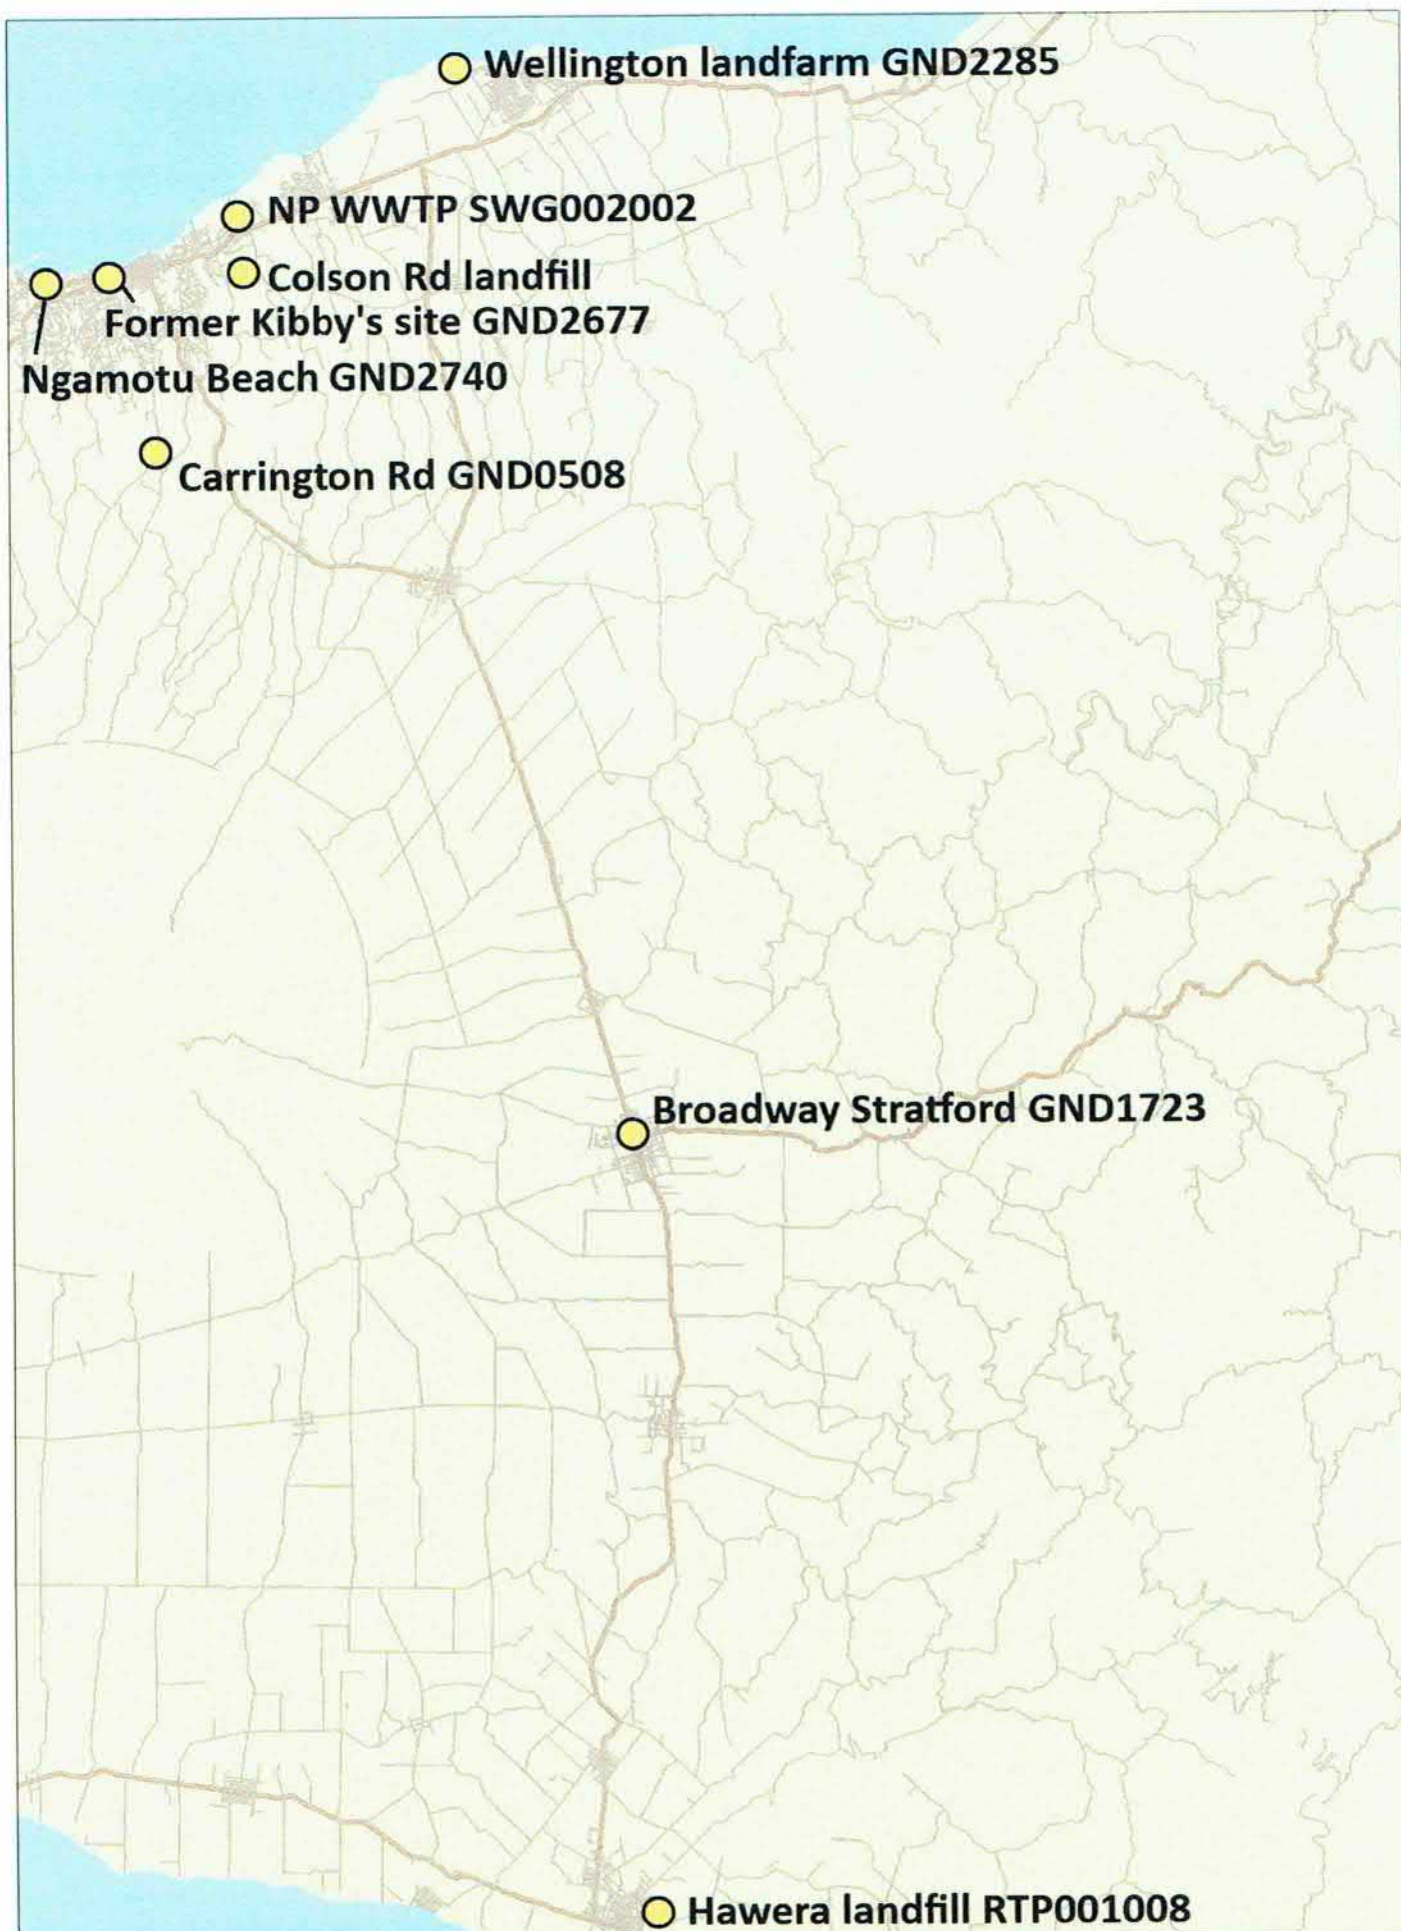 Wellington landfarm GND2285
NP WWTP SWG002002
Colson Rd landfill
Former Kibby's site GND2677
Ngamotu Beach GND2740
Carrington Rd GND0508
Broadway Stratford GND1723
Hawera landfill RTP001008